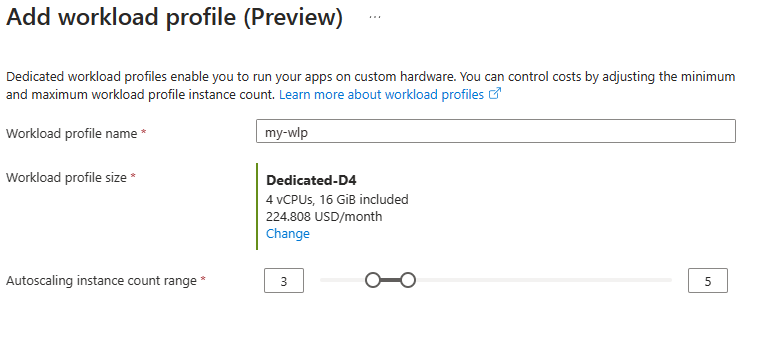 Add workload profile (Preview) ...
Dedicated workload profiles enable you to run your apps on custom hardware. You can control costs by adjusting the minimum
and maximum workload profile instance count. Learn more about workload profiles
Workload profile name *
my-wlp
Workload profile size *
Dedicated-D4
4 vCPUs, 16 GiB included
224.808 USD/month
Change
Autoscaling instance count range *
3
5